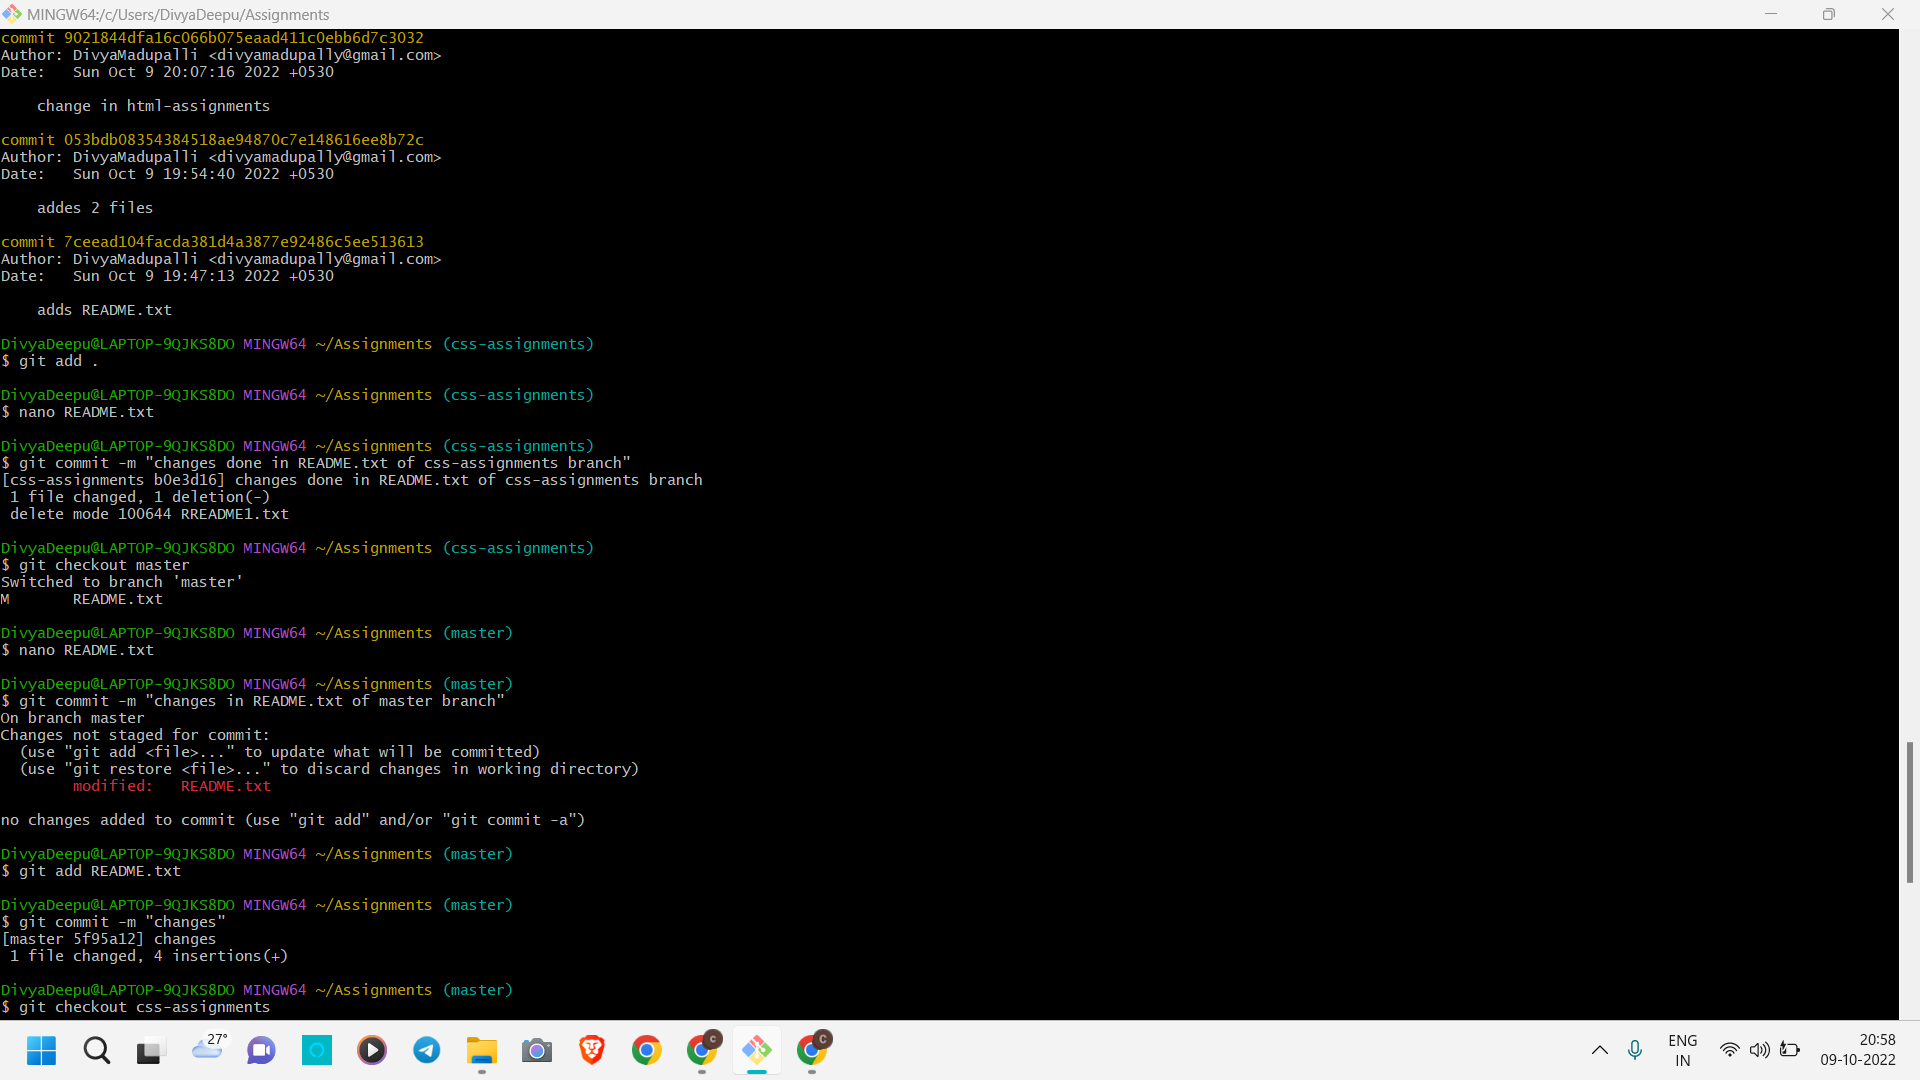 MINGW64:/c/Users/DivyaDeepu/Assignments
commit 9021844dfa16c066b075eaad411c0ebb6d7c3032
Author: DivyaMadupalli <divyamadupally@gmail.com>
Date:   Sun Oct 9 20:07:16 2022 +0530
    change in html-assignments
commit 053bdb08354384518ae94870c7e148616ee8b72c
Author: DivyaMadupalli <divyamadupally@gmail.com>
Date:   Sun Oct 9 19:54:40 2022 +0530
    addes 2 files
commit 7ceead104facda381d4a3877e92486c5ee513613
Author: DivyaMadupalli <divyamadupally@gmail.com>
Date:   Sun Oct 9 19:47:13 2022 +0530
    adds README.txt
DivyaDeepu@LAPTOP-9QJKS8DO MINGW64 ~/Assignments (css-assignments)
$ git add .
DivyaDeepu@LAPTOP-9QJKS8DO MINGW64 ~/Assignments (css-assignments)
$ nano README.txt
DivyaDeepu@LAPTOP-9QJKS8DO MINGW64 ~/Assignments (css-assignments)
$ git commit -m "changes done in README.txt of css-assignments branch"
[css-assignments b0e3d16] changes done in README.txt of css-assignments branch
 1 file changed, 1 deletion(-)
 delete mode 100644 RREADME1.txt
DivyaDeepu@LAPTOP-9QJKS8DO MINGW64 ~/Assignments (css-assignments)
$ git checkout master
Switched to branch 'master'
M       README.txt
DivyaDeepu@LAPTOP-9QJKS8DO MINGW64 ~/Assignments (master)
$ nano README.txt
DivyaDeepu@LAPTOP-9QJKS8DO MINGW64 ~/Assignments (master)
$ git commit -m "changes in README.txt of master branch"
On branch master
Changes not staged for commit:
  (use "git add <file>..." to update what will be committed)
  (use "git restore <file>..." to discard changes in working directory)
        modified:   README.txt
no changes added to commit (use "git add" and/or "git commit -a")
DivyaDeepu@LAPTOP-9QJKS8DO MINGW64 ~/Assignments (master)
$ git add README.txt
DivyaDeepu@LAPTOP-9QJKS8DO MINGW64 ~/Assignments (master)
$ git commit -m "changes"
[master 5f95a12] changes
 1 file changed, 4 insertions(+)
DivyaDeepu@LAPTOP-9QJKS8DO MINGW64 ~/Assignments (master)
$ git checkout css-assignments
27°
C
C
ENG
IN
20:58
09-10-2022